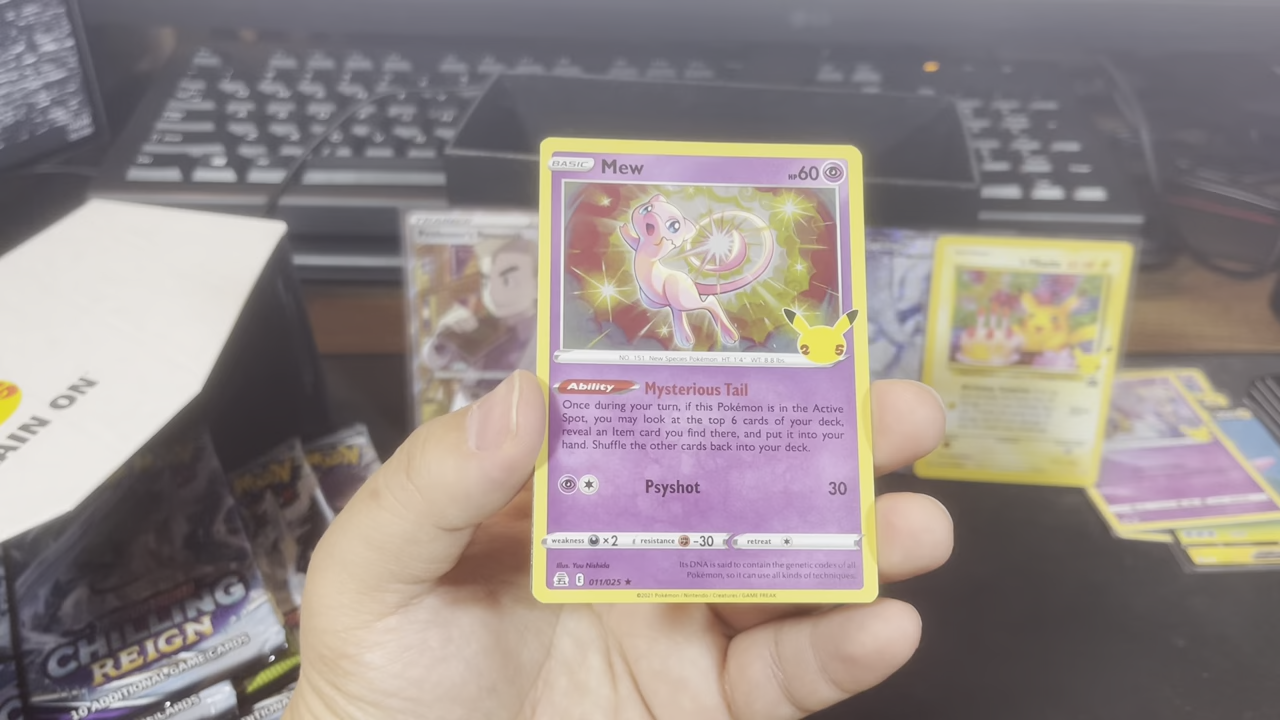 BASIC Mew HP 60
NO. 151 New Species Pokémon HT: 1'4" WT: 8.8 lbs.
2 5
Ability Mysterious Tail
Once during your turn, if this Pokémon is in the Active
Spot, you may look at the top 6 cards of your deck,
reveal an Item card you find there, and put it into your
hand. Shuffle the other cards back into your deck.
Psyshot 30
weakness ×2 resistance -30 retreat
Illus. You Nishida
Its DNA is said to contain the genetic codes of all
Pokémon, so it can use all kinds of techniques.
E 011/025
©2021 Pokémon / Nintendo / Creatures / GAME FREAK
AIN ON
CHILLING
REIGN
10 ADDITIONAL GAME CARDS